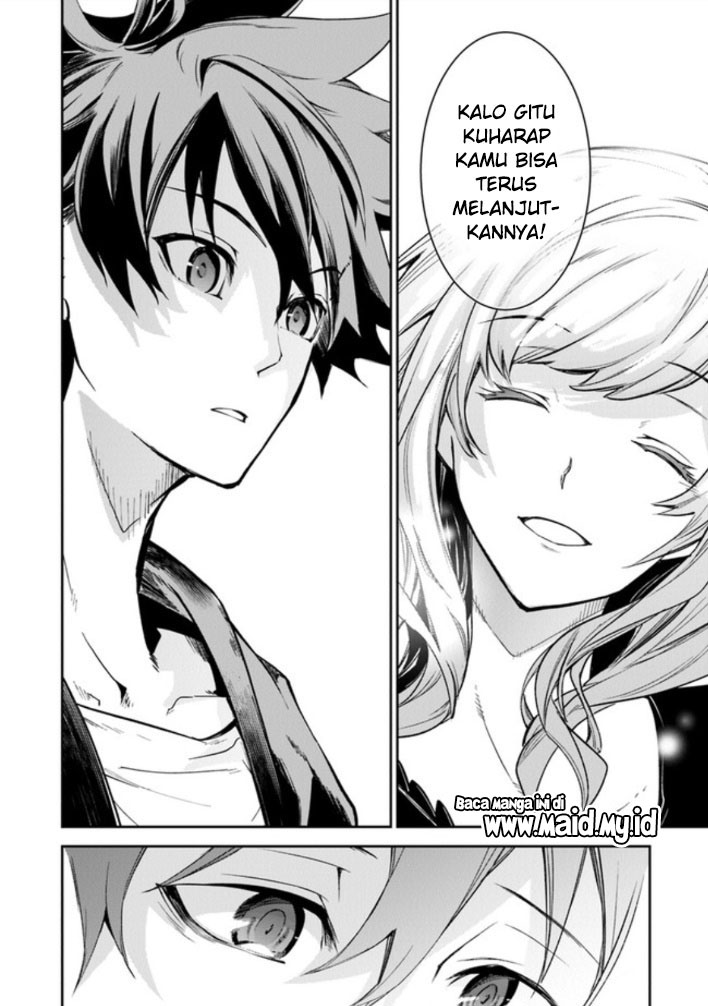 KALO GITU
KUHARAP
KAMU BISA
TERUS
MELANJUT-
KANNYA!
Baca Manga ini di
www.Maid.my.id